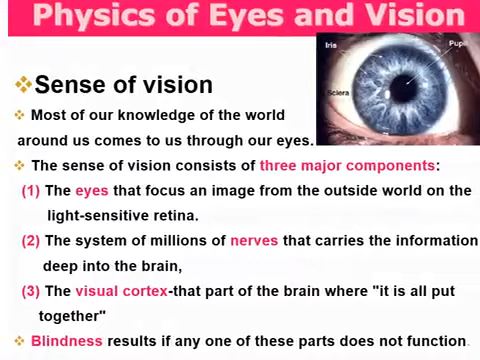 Physics of Eyes and Vision
Iris
Pupil
Sclera
❖Sense of vision
❖ Most of our knowledge of the world
around us comes to us through our eyes.
❖ The sense of vision consists of three major components:
(1) The eyes that focus an image from the outside world on the
light-sensitive retina.
(2) The system of millions of nerves that carries the information
deep into the brain,
(3) The visual cortex-that part of the brain where "it is all put
together"
❖ Blindness results if any one of these parts does not function.